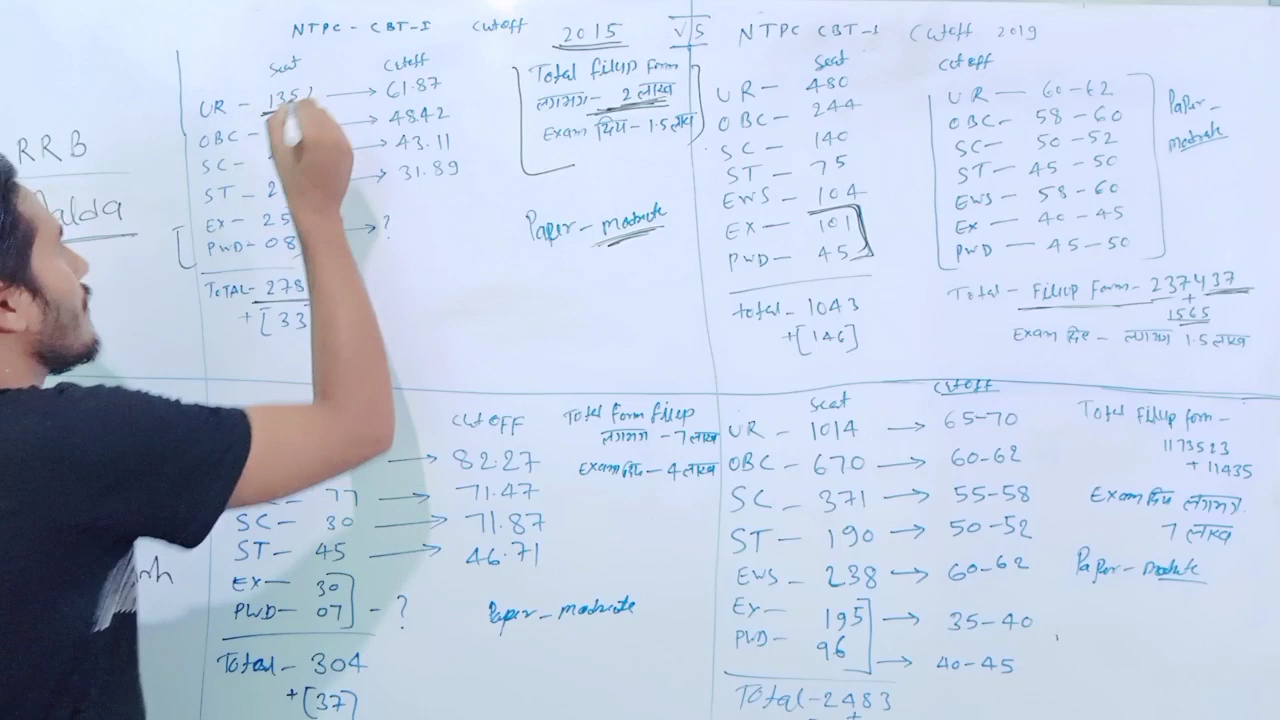 NTPC - CBT-I Cutoff 2015
Seat Cutoff
UR - 135 → 61.87
OBC - → 48.42
SC - → 43.11
ST - 2 → 31.89
EX - 25 → ?
PWD - 08
TOTAL - 278
+ [33
Total fillup form
लगभग - 2 लाख
Exam दिए - 1.5 लाख
Paper - modrate
RRB
Malda
VS NTPC CBT-I Cutoff 2019
Seat
UR - 480
OBC - 244
SC - 140
ST - 75
EWS - 104
EX - 101
PWD - 45
total - 1043
+[146]
Cutoff
UR — 60-62
OBC - 58-60
SC - 50-52
ST - 45-50
EWS - 58-60
Ex — 40-45
PWD — 45-50
Paper -
modrate
Total - fillup form - 237437
+
1565
Exam दिए - लगभग 1.5 लाख
Cutoff
→ 82.27
77 → 71.47
SC - 30 → 71.87
ST - 45 → 46.71
EX - 30
PWD - 07 - ?
Total - 304
+ [37)
Total form fillup
लगभग - 7 लाख
Exam दिए - 4 लाख
Paper - modrate
Seat Cutoff
UR - 1014 → 65-70
OBC - 670 → 60-62
SC - 371 → 55-58
ST - 190 → 50-52
EWS - 238 → 60-62
EX - 195 → 35-40
PWD - 96 → 40-45
Total - 2483
+
Total fillup form -
1173523
+ 11435
Exam दिए लगभग
7 लाख
Paper - modrate